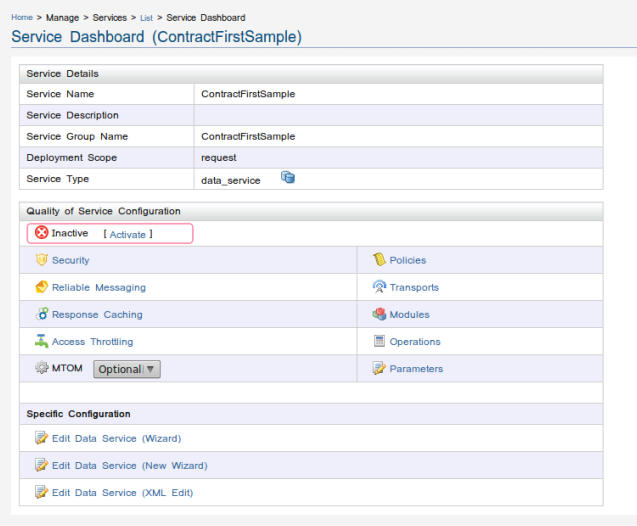 Home > Manage > Services > List > Service Dashboard
Service Dashboard (ContractFirstSample)
Service Details
Service Name ContractFirstSample
Service Description
Service Group Name ContractFirstSample
Deployment Scope request
Service Type data_service
Quality of Service Configuration
Inactive [ Activate ]
Security Policies
Reliable Messaging Transports
Response Caching Modules
Access Throttling Operations
MTOM Optional Parameters
Specific Configuration
Edit Data Service (Wizard)
Edit Data Service (New Wizard)
Edit Data Service (XML Edit)